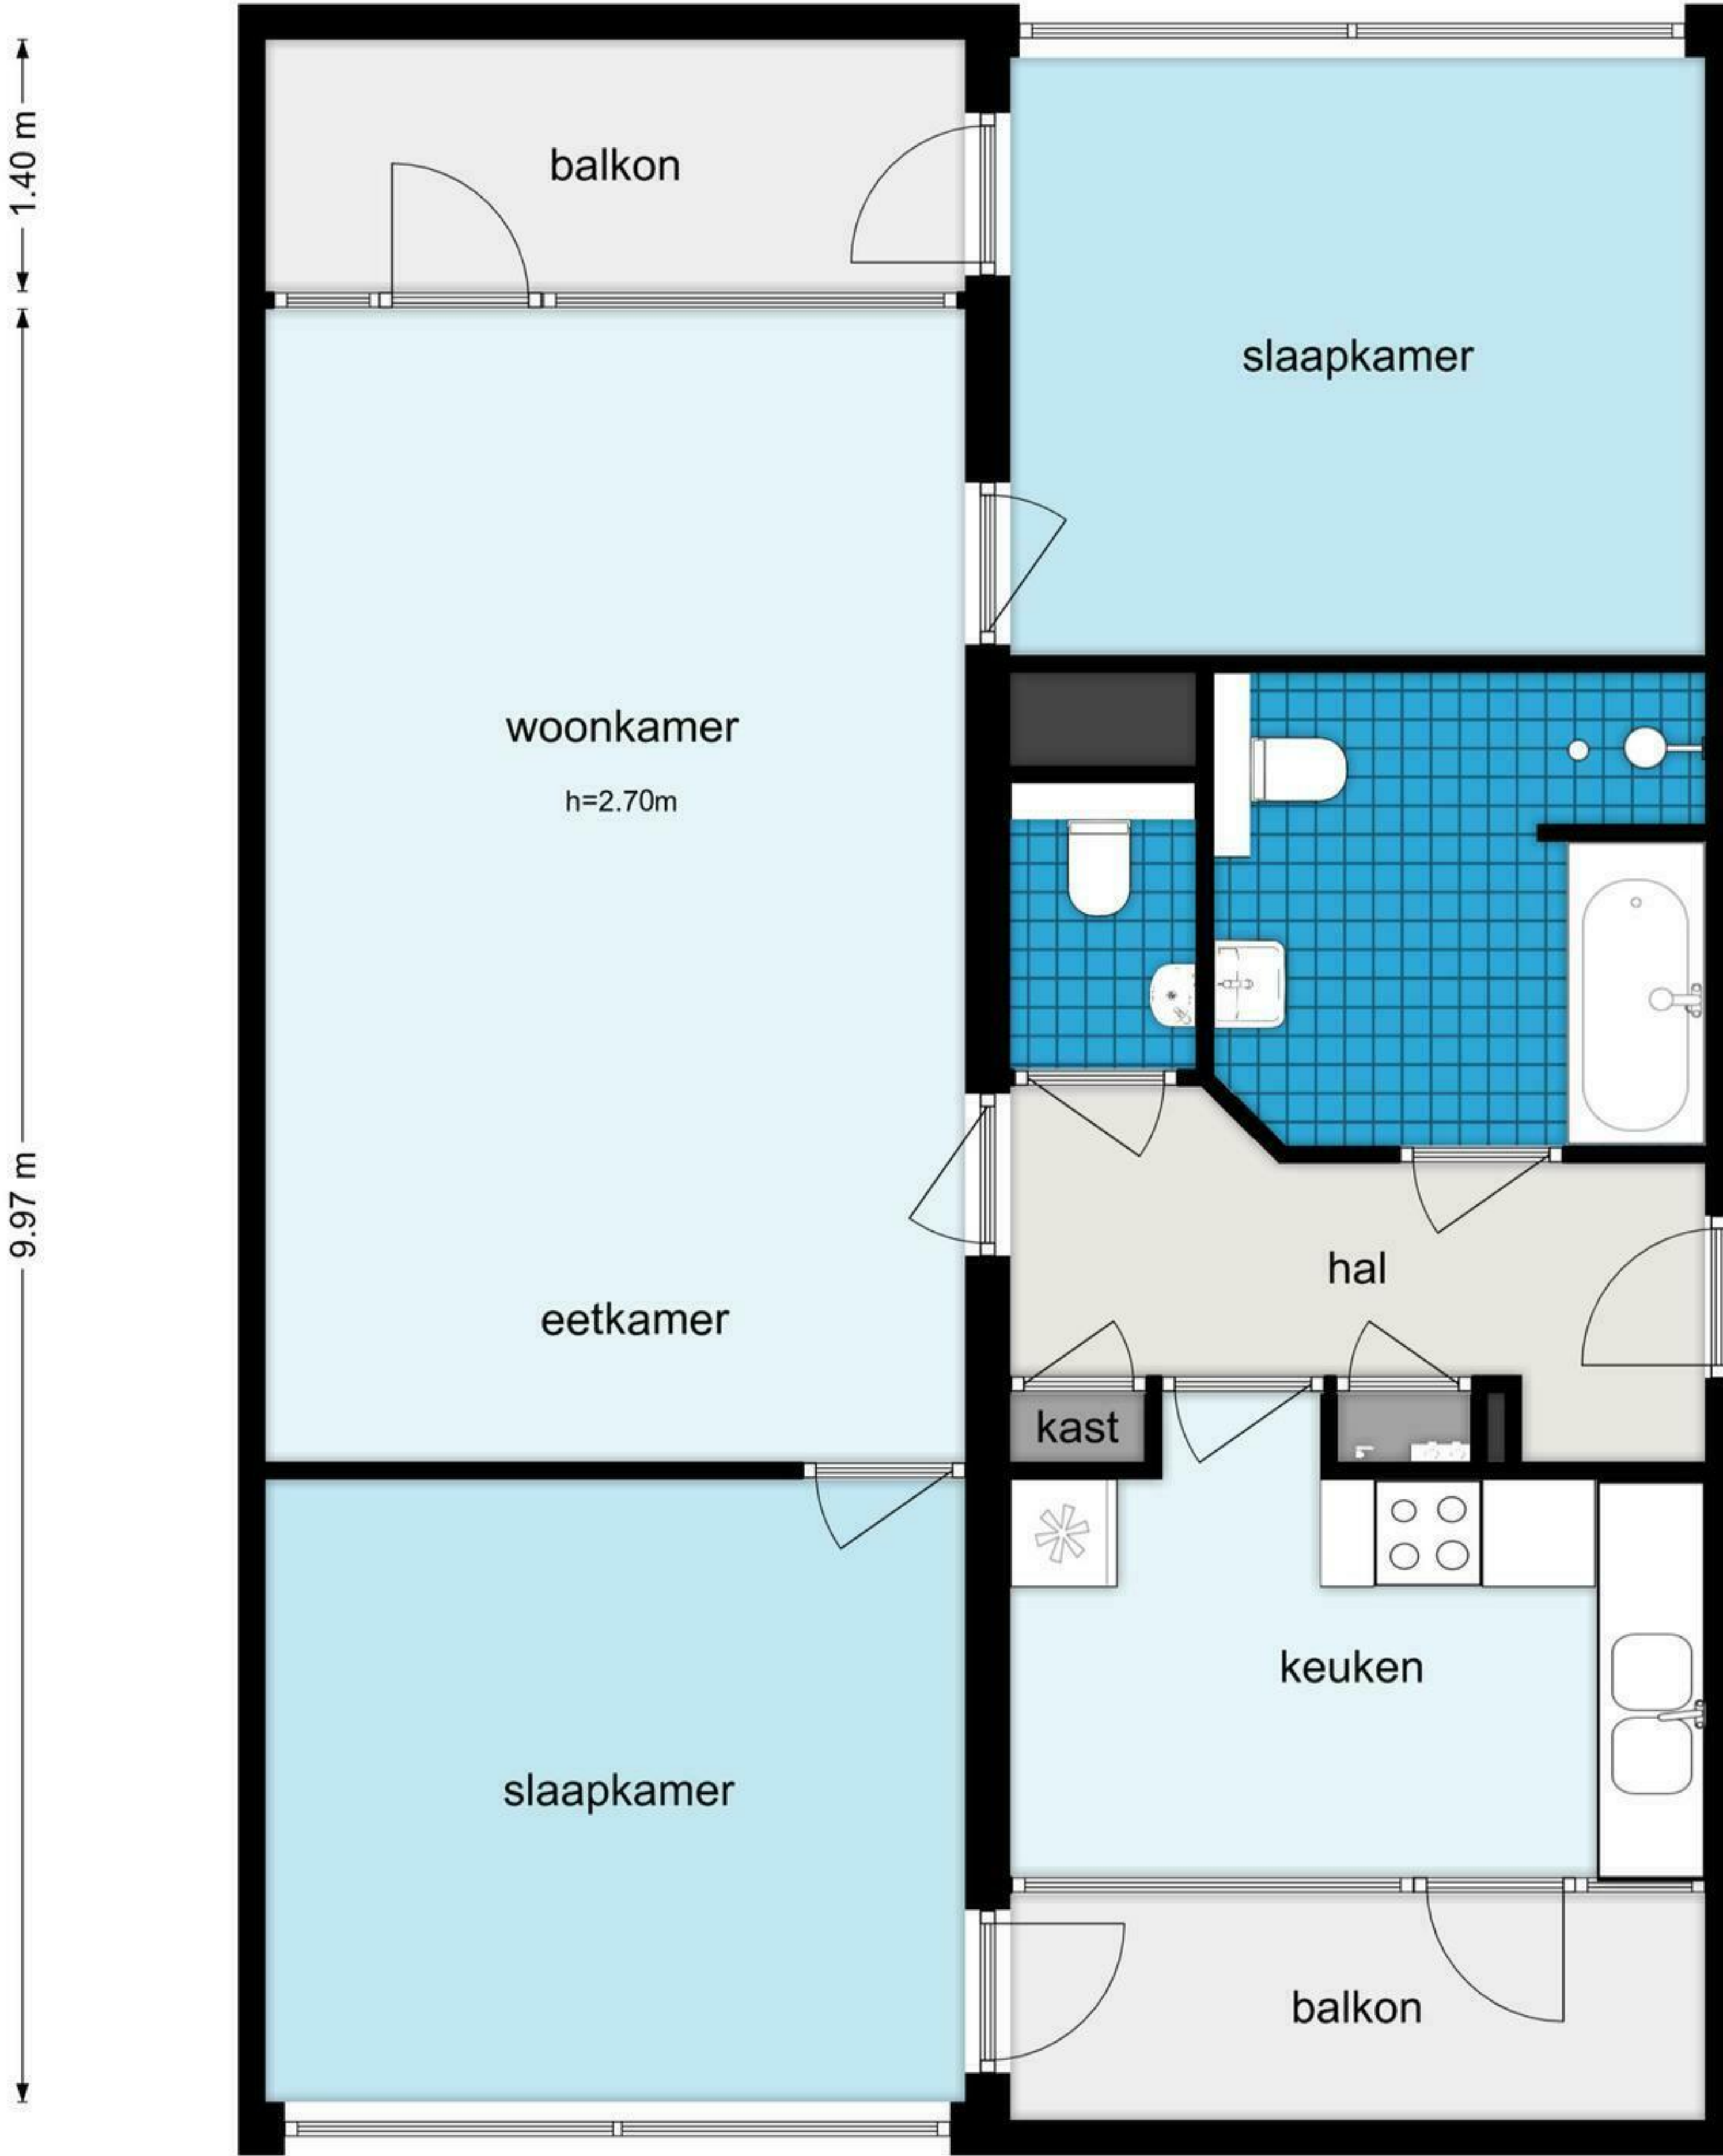 1.40 m
balkon
slaapkamer
woonkamer
h=2.70m
9.97 m
hal
eetkamer
kast
keuken
slaapkamer
balkon